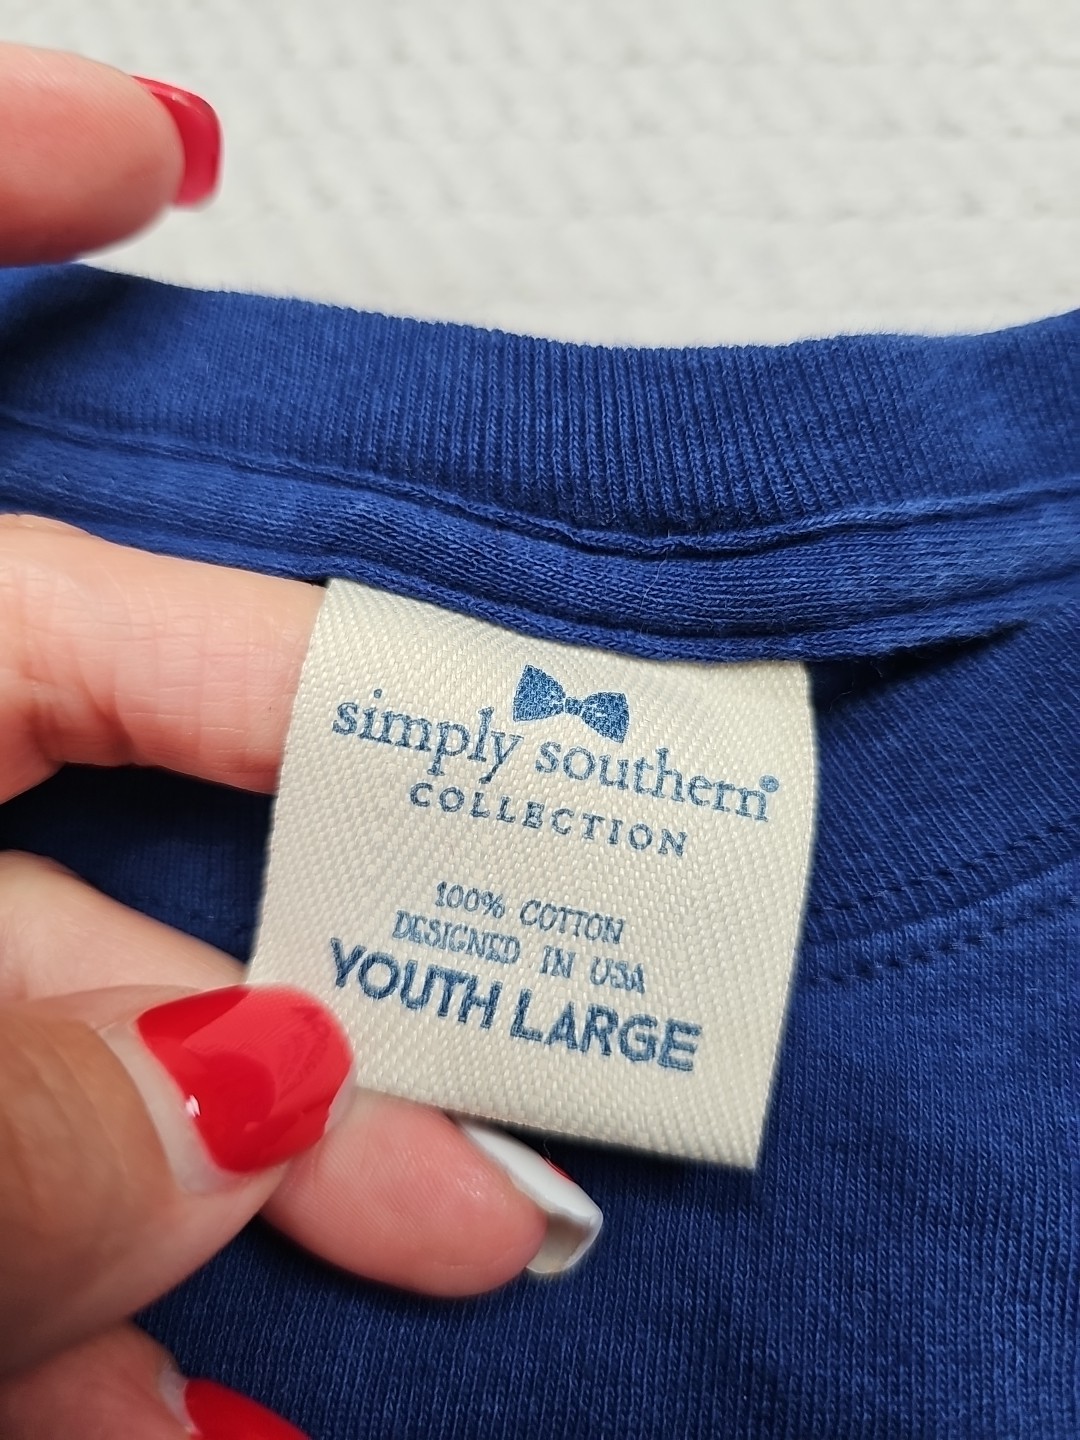 simply southern®
COLLECTION
100% COTTON
DESIGNED IN USA
YOUTH LARGE